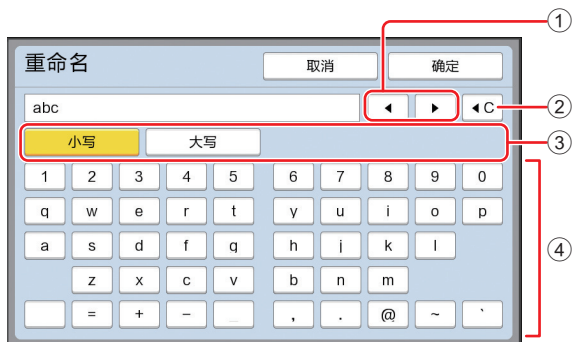 ①
重命名 取消 确定
abc ◀ ▶ ◀C ②
小写 大写 ③
1 2 3 4 5 6 7 8 9 0
q w e r t y u i o p
a s d f g h j k l ④
z x c v b n m
= + − _ , . @ ~ `